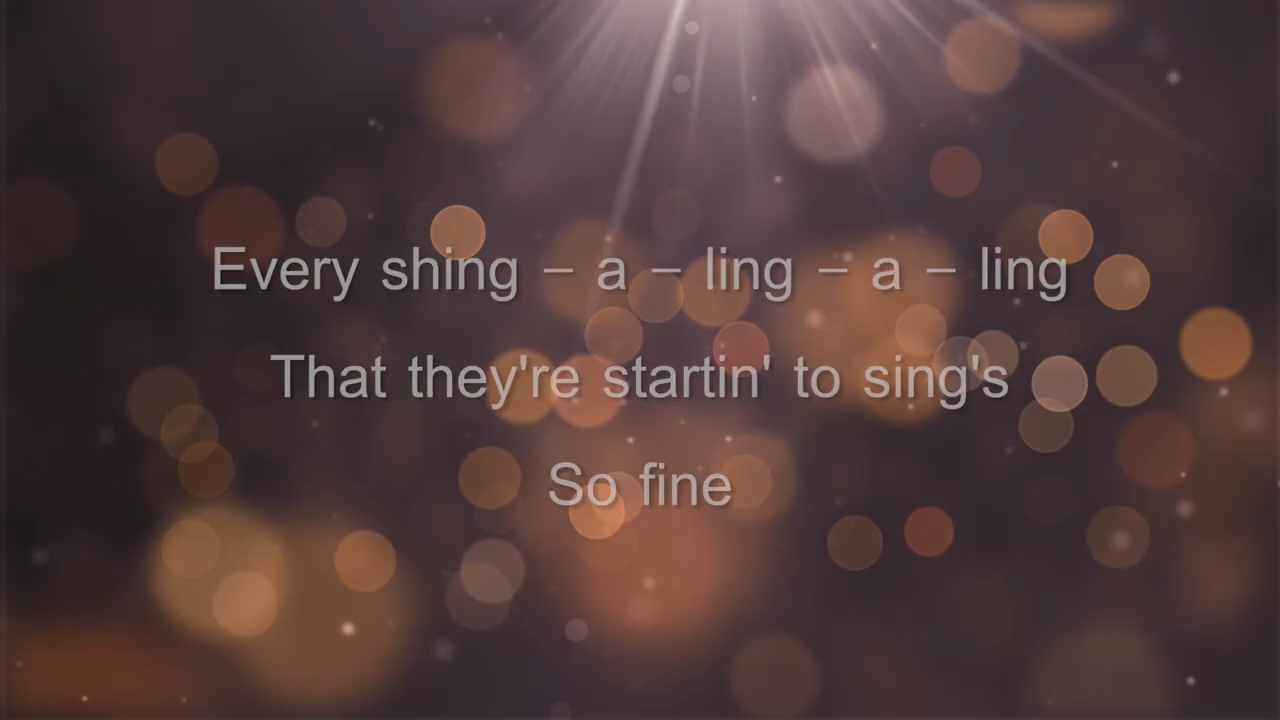 Every shing – a – ling – a – ling
That they're startin' to sing's
So fine